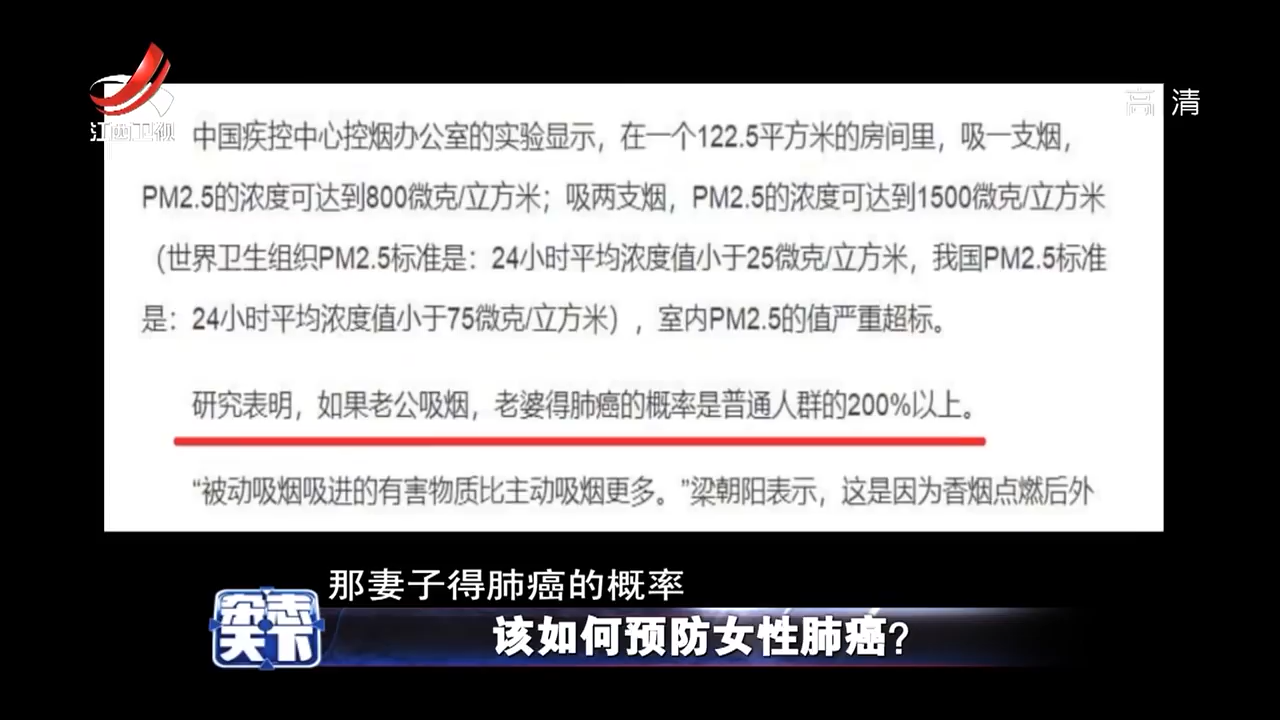 江西卫视
高清
中国疾控中心控烟办公室的实验显示，在一个122.5平方米的房间里，吸一支烟，
PM2.5的浓度可达到800微克/立方米；吸两支烟，PM2.5的浓度可达到1500微克/立方米
（世界卫生组织PM2.5标准是：24小时平均浓度值小于25微克/立方米，我国PM2.5标准
是：24小时平均浓度值小于75微克/立方米），室内PM2.5的值严重超标。
研究表明，如果老公吸烟，老婆得肺癌的概率是普通人群的200%以上。
“被动吸烟吸进的有害物质比主动吸烟更多。”梁朝阳表示，这是因为香烟点燃后外
那妻子得肺癌的概率
杂志
天下
该如何预防女性肺癌？